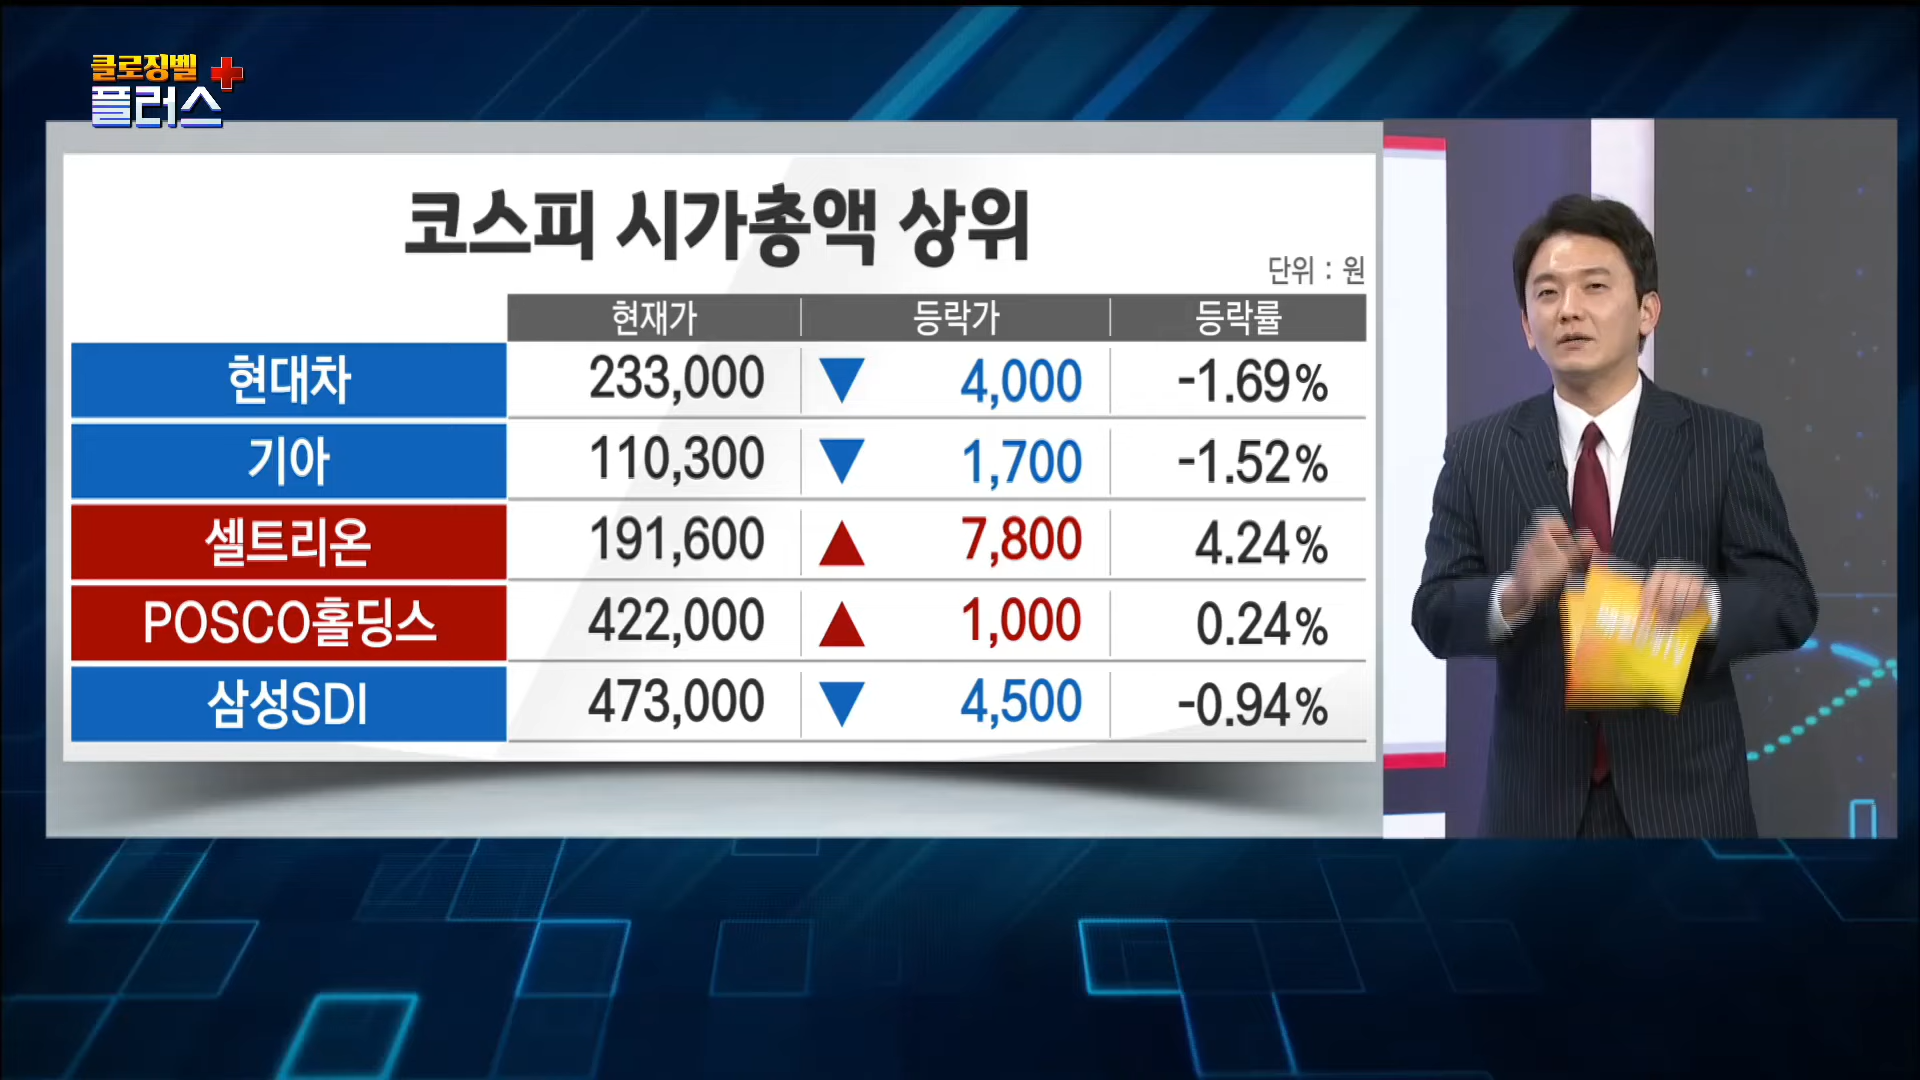 클로징벨
플러스
코스피 시가총액 상위
단위 : 원
현재가 등락가 등락률
현대차 233,000 ▼ 4,000 -1.69%
기아 110,300 ▼ 1,700 -1.52%
셀트리온 191,600 ▲ 7,800 4.24%
POSCO홀딩스 422,000 ▲ 1,000 0.24%
삼성SDI 473,000 ▼ 4,500 -0.94%